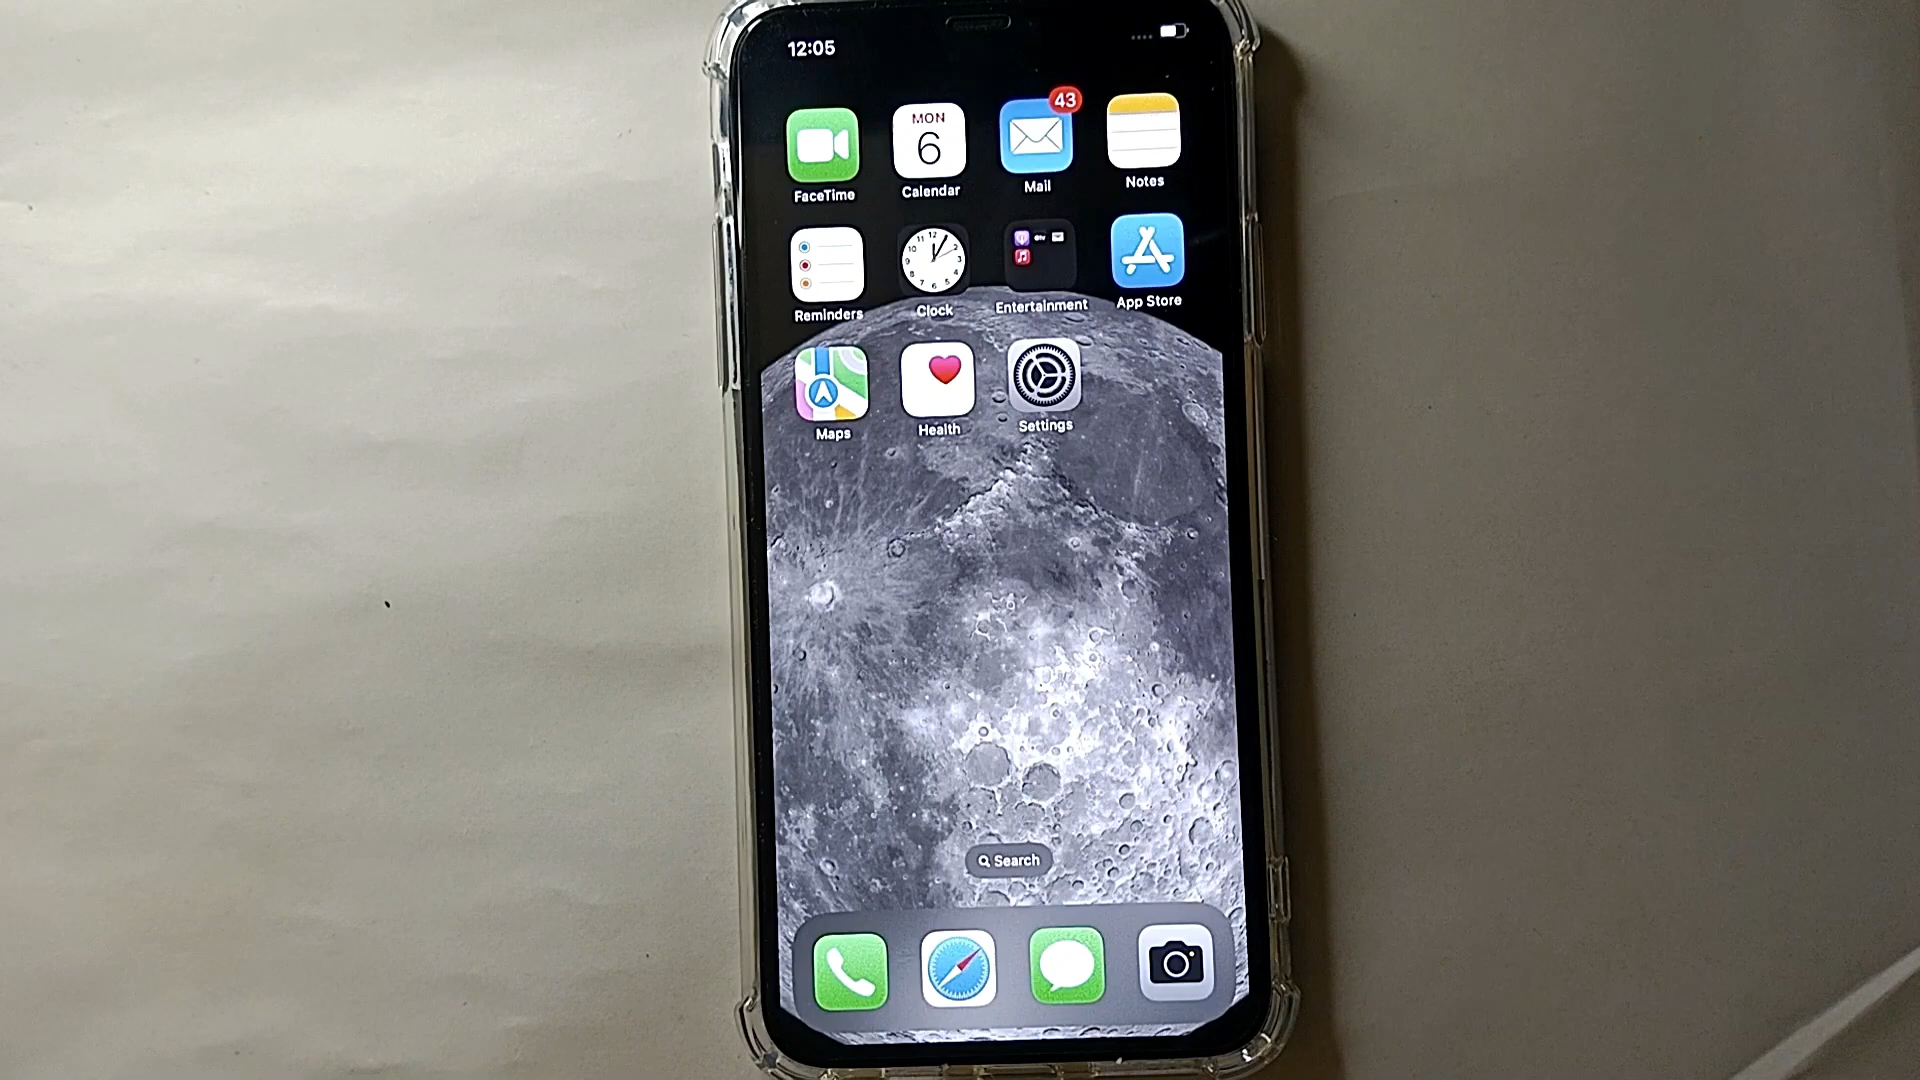 12:05
43
MON
6
FaceTime
Calendar
Mail
Notes
Reminders
Clock
Entertainment
App Store
Maps
Health
Settings
Search